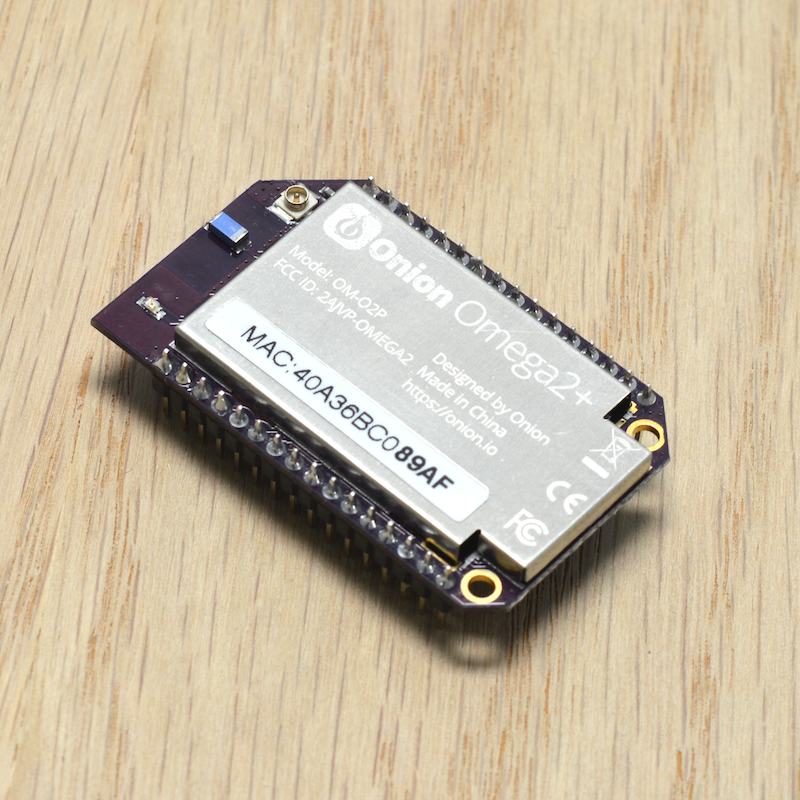 Onion Omega2+
Model: OM-O2P
FCC ID: 2AJVP-OMEGA2
Designed by Onion
Made in China
https://onion.io
MAC:40A36BC089AF
CE
FC